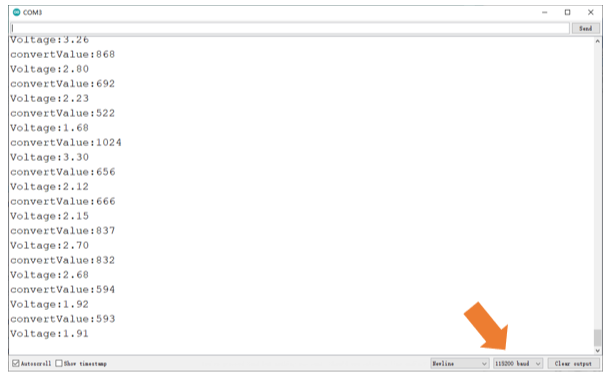 COM3
Send
Voltage:3.26
convertValue:868
Voltage:2.80
convertValue:692
Voltage:2.23
convertValue:522
Voltage:1.68
convertValue:1024
Voltage:3.30
convertValue:656
Voltage:2.12
convertValue:666
Voltage:2.15
convertValue:837
Voltage:2.70
convertValue:832
Voltage:2.68
convertValue:594
Voltage:1.92
convertValue:593
Voltage:1.91
Autoscroll Show timestamp Newline 115200 baud Clear output